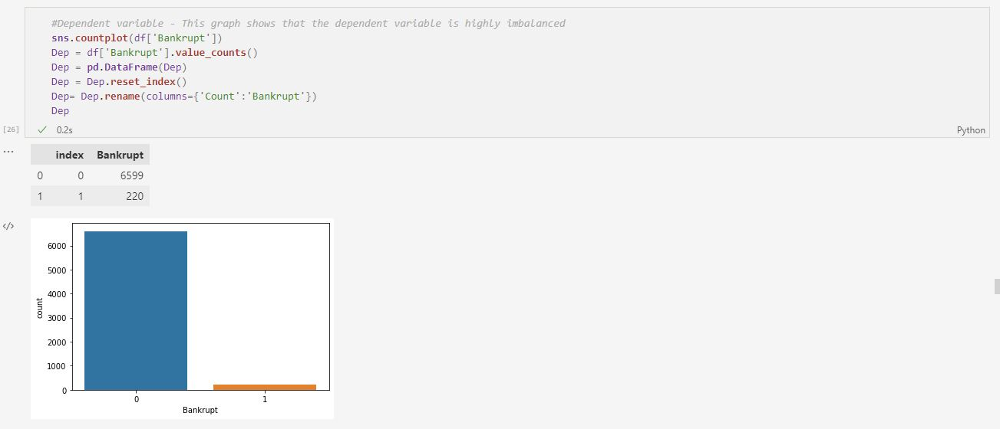 #Dependent variable - This graph shows that the dependent variable is highly imbalanced
sns.countplot(df['Bankrupt'])
Dep = df['Bankrupt'].value_counts()
Dep = pd.DataFrame(Dep)
Dep = Dep.reset_index()
Dep= Dep.rename(columns={'Count':'Bankrupt'})
Dep
[26] ✓ 0.2s Python
... index Bankrupt
0 0 6599
1 1 220
</>
6000
5000
4000
3000
2000
1000
0
count
0 1
Bankrupt